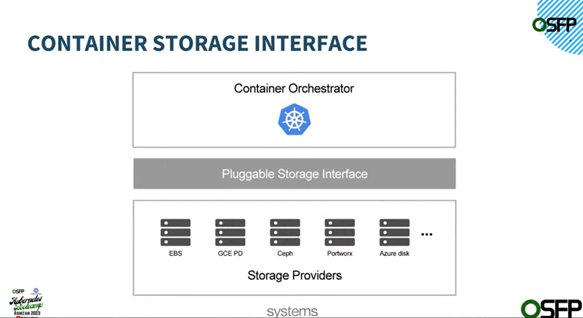 OSFP
CONTAINER STORAGE INTERFACE
Container Orchestrator
Pluggable Storage Interface
EBS
GCE PD
Ceph
Portworx
Azure disk
...
Storage Providers
systems
OSFP
Kubernetes
Bootcamp
RAMZAN 2023
OSFP